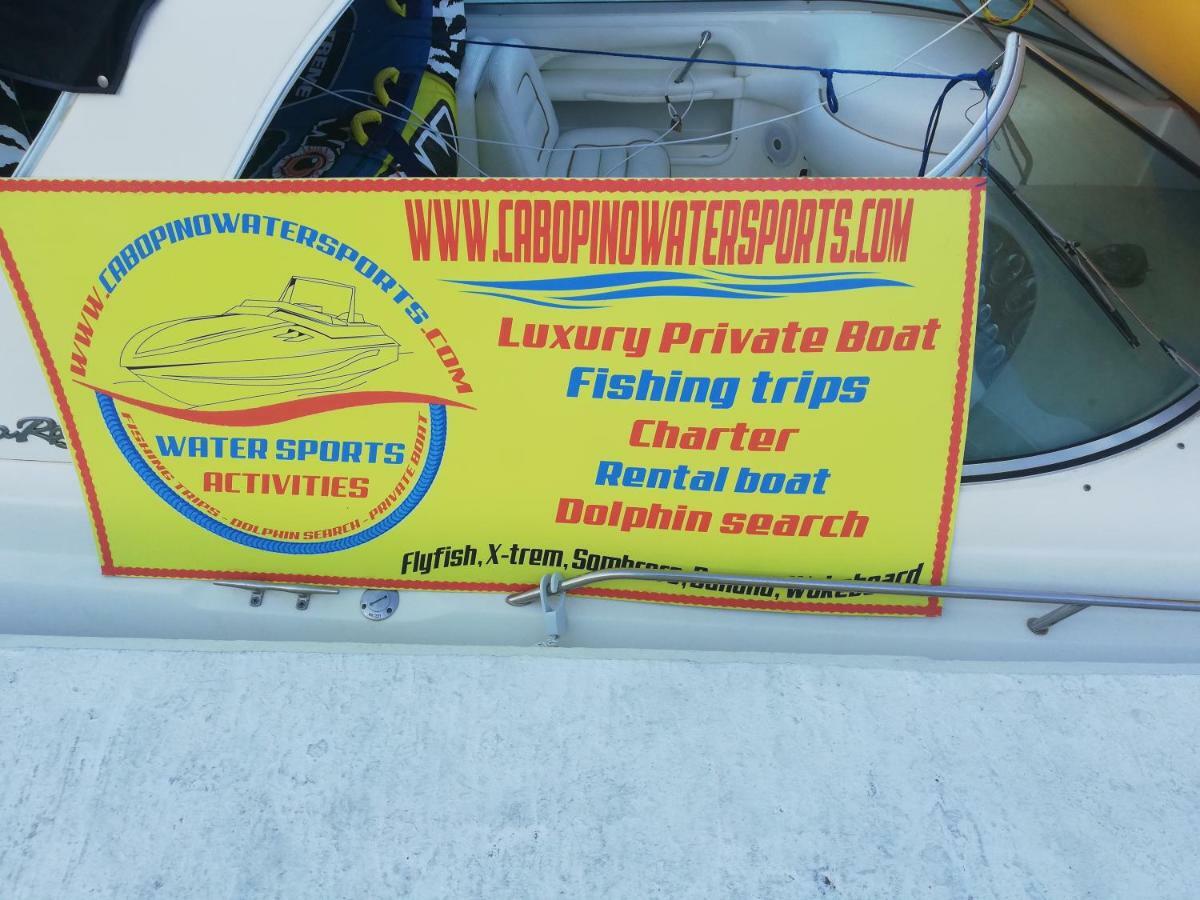 WWW.CABOPINOWATERSPORTS.COM
WATER SPORTS
ACTIVITIES
FISHING TRIPS - DOLPHIN SEARCH - PRIVATE BOAT
WWW.CABOPINOWATERSPORTS.COM
Luxury Private Boat
Fishing trips
Charter
Rental boat
Dolphin search
Flyfish, X-trem,